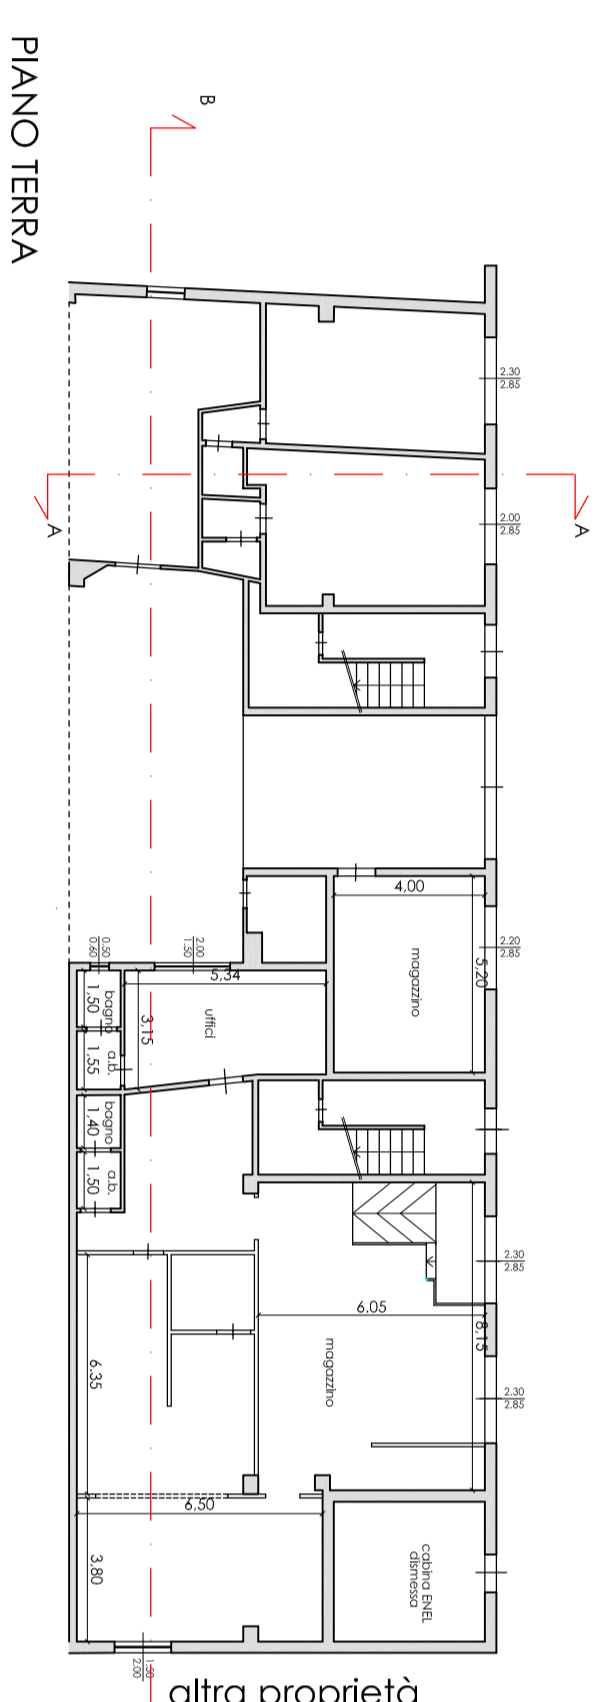 PIANO TERRA
B
A
A
2.30
2.85
2.00
2.85
2.20
2.85
4,00
5,20
magazzino
0.50
0.60
2.00
1.50
5,34
uffici
3,15
bagno
1,50
a.b.
1,55
bagno
1,40
a.b.
1,50
2.30
2.85
6.05
8,15
magazzino
2.30
2.85
6.35
6,50
3,80
cabina ENEL
dismessa
1.50
2.00
altra proprietà